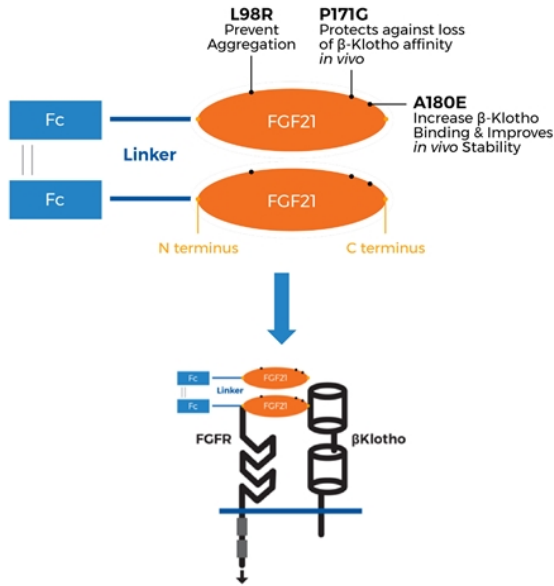 L98R
Prevent
Aggregation
P171G
Protects against loss
of β-Klotho affinity
in vivo
A180E
Increase β-Klotho
Binding & Improves
in vivo Stability
Fc
FGF21
Linker
Fc
FGF21
N terminus
C terminus
Fc
FGF21
Linker
Fc
FGF21
FGFR
βKlotho